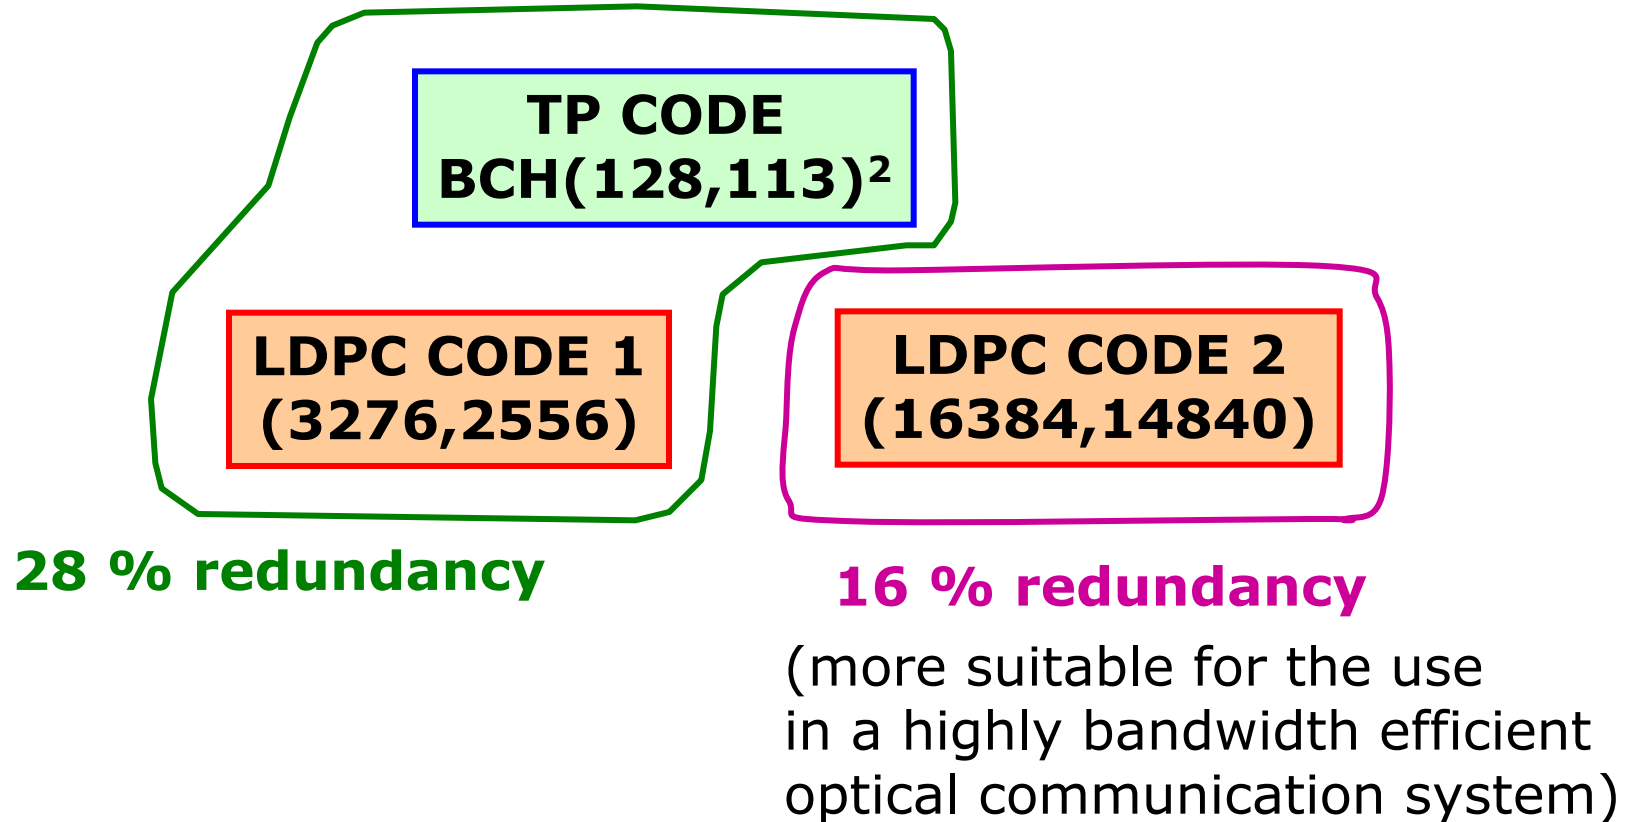 TP CODE
BCH(128,113)²
LDPC CODE 1
(3276,2556)
LDPC CODE 2
(16384,14840)
28 % redundancy
16 % redundancy
(more suitable for the use
in a highly bandwidth efficient
optical communication system)